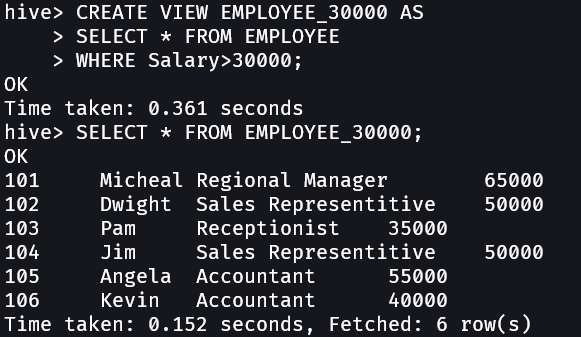 hive> CREATE VIEW EMPLOYEE_30000 AS
    > SELECT * FROM EMPLOYEE
    > WHERE Salary>30000;
OK
Time taken: 0.361 seconds
hive> SELECT * FROM EMPLOYEE_30000;
OK
101     Micheal Regional Manager        65000
102     Dwight  Sales Representitive    50000
103     Pam     Receptionist    35000
104     Jim     Sales Representitive    50000
105     Angela  Accountant      55000
106     Kevin   Accountant      40000
Time taken: 0.152 seconds, Fetched: 6 row(s)